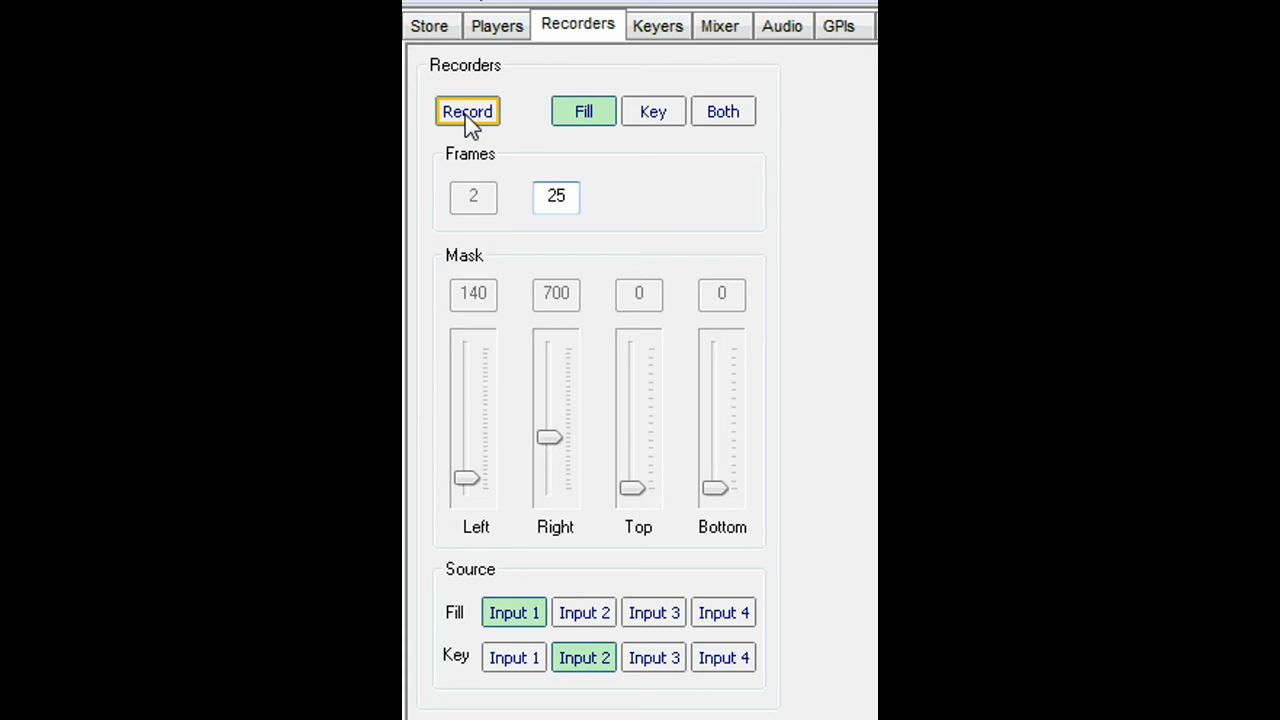 Store Players Recorders Keyers Mixer Audio GPIs
Recorders
Record Fill Key Both
Frames
2 25
Mask
140 700 0 0
Left Right Top Bottom
Source
Fill Input 1 Input 2 Input 3 Input 4
Key Input 1 Input 2 Input 3 Input 4